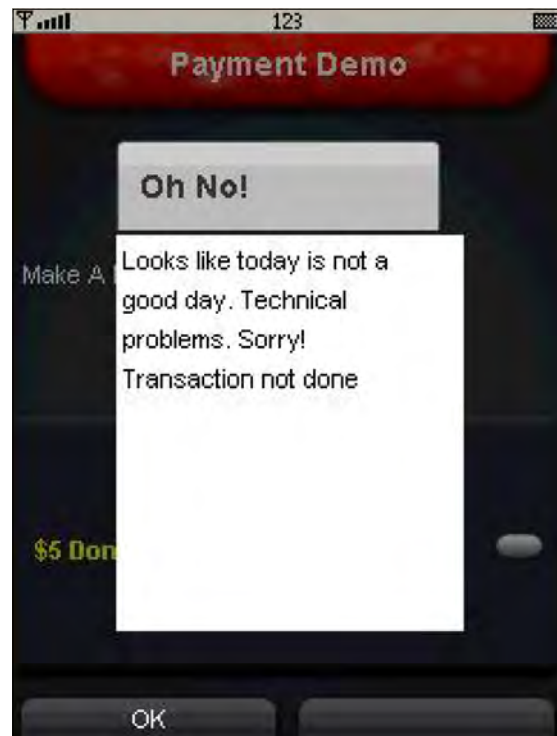 123
Payment Demo
Oh No!
Looks like today is not a
good day. Technical
problems. Sorry!
Transaction not done
Make A
$5 Don
OK